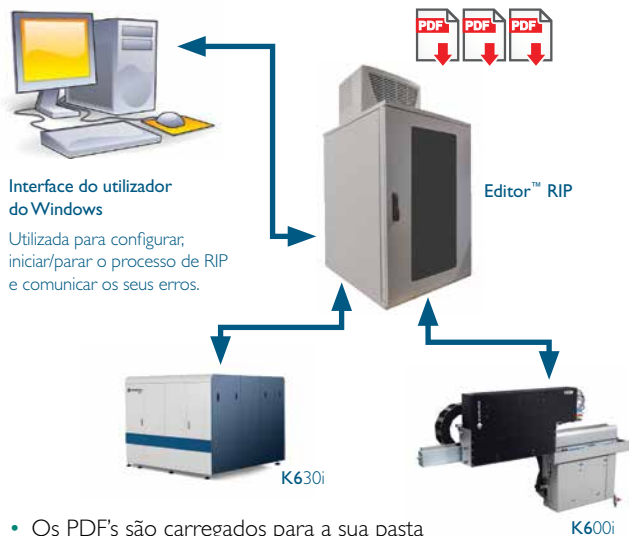 PDF PDF PDF
Editor™ RIP
Interface do utilizador
do Windows
Utilizada para configurar,
iniciar/parar o processo de RIP
e comunicar os seus erros.
K630i
K600i
• Os PDF's são carregados para a sua pasta